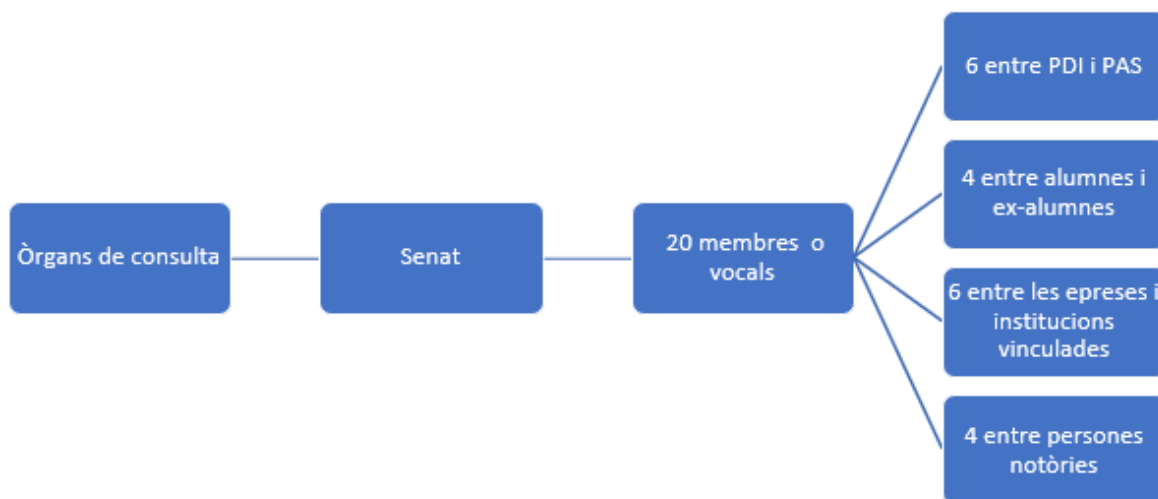 Òrgans de consulta
Senat
20 membres o
vocals
6 entre PDI i PAS
4 entre alumnes i
ex-alumnes
6 entre les epreses i
institucions
vinculades
4 entre persones
notòries